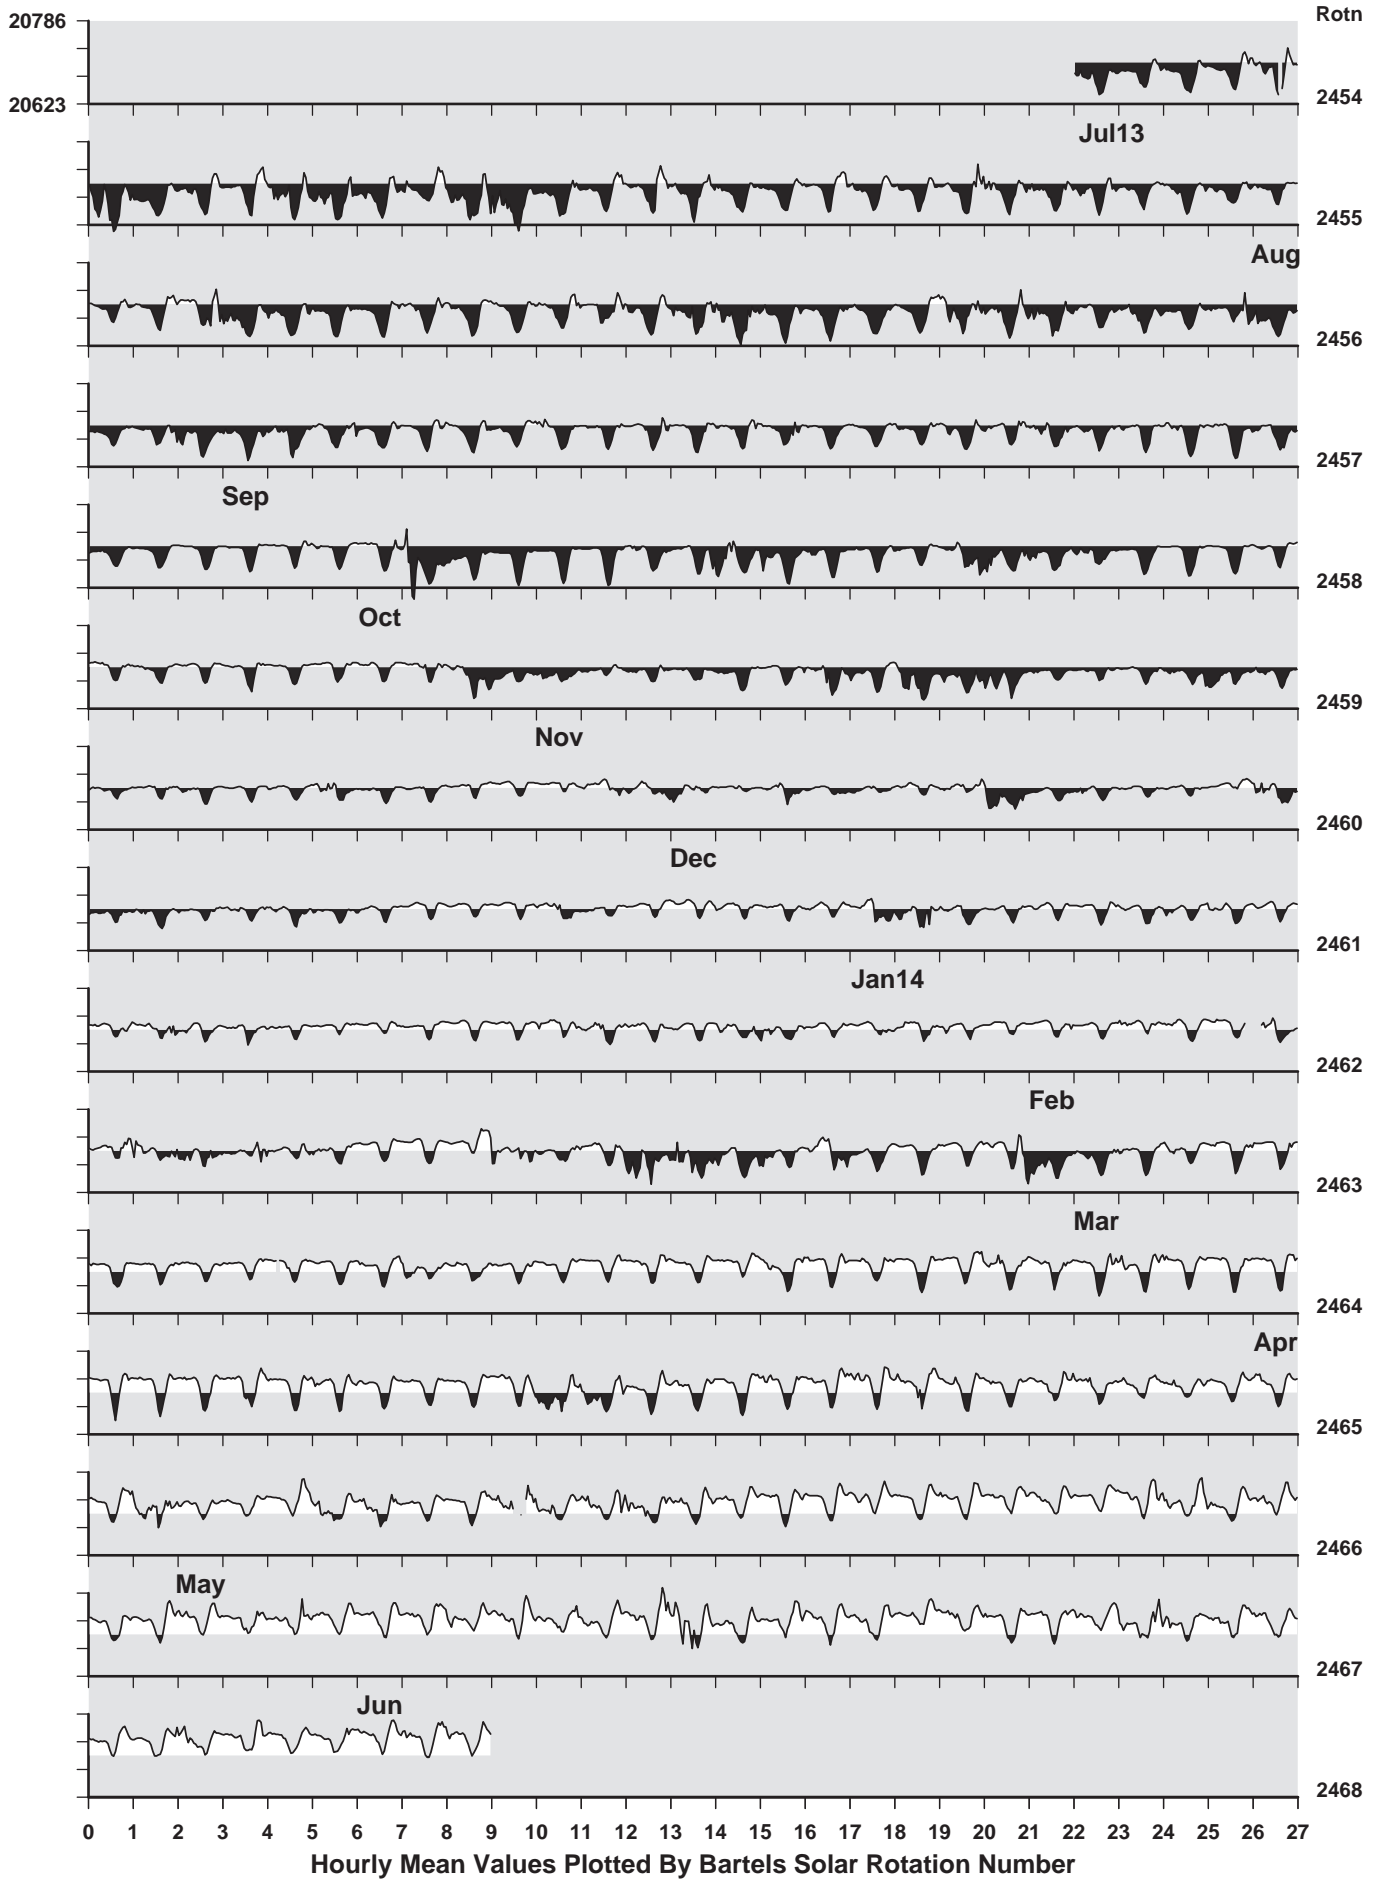 20786 Rotn
20623 2454
Jul13
2455
Aug
2456
2457
Sep
2458
Oct
2459
Nov
2460
Dec
2461
Jan14
2462
Feb
2463
Mar
2464
Apr
2465
2466
May
2467
Jun
2468
0 1 2 3 4 5 6 7 8 9 10 11 12 13 14 15 16 17 18 19 20 21 22 23 24 25 26 27
Hourly Mean Values Plotted By Bartels Solar Rotation Number